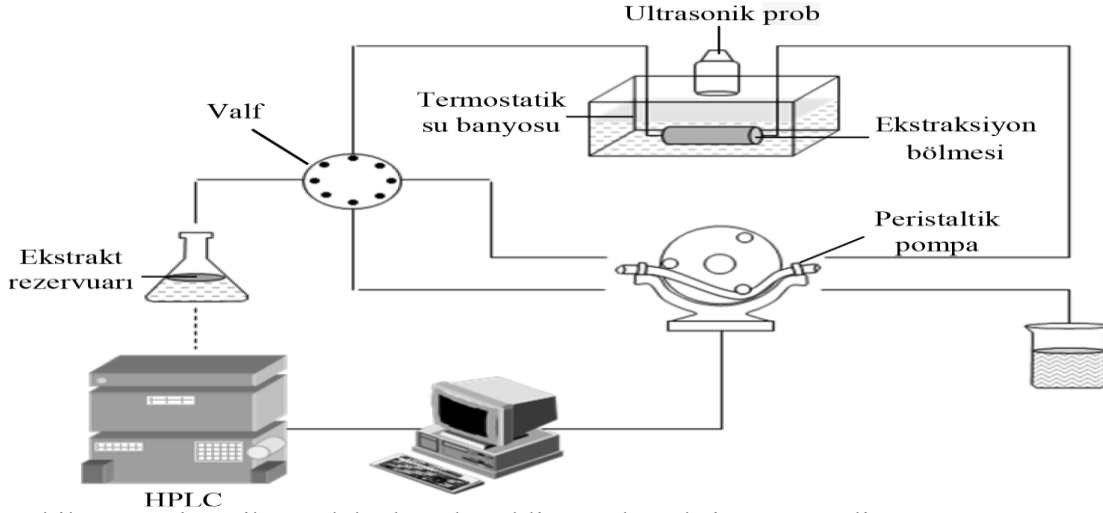 Ultrasonik prob
Termostatik
su banyosu
Valf
Ekstraksiyon
bölmesi
Peristaltik
pompa
Ekstrakt
rezervuarı
HPLC